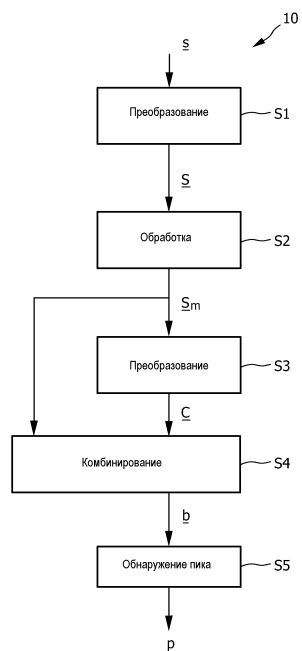 10
s
Преобразование
S1
S
Обработка
S2
Sm
Преобразование
S3
C
Комбинирование
S4
b
Обнаружение пика
S5
p